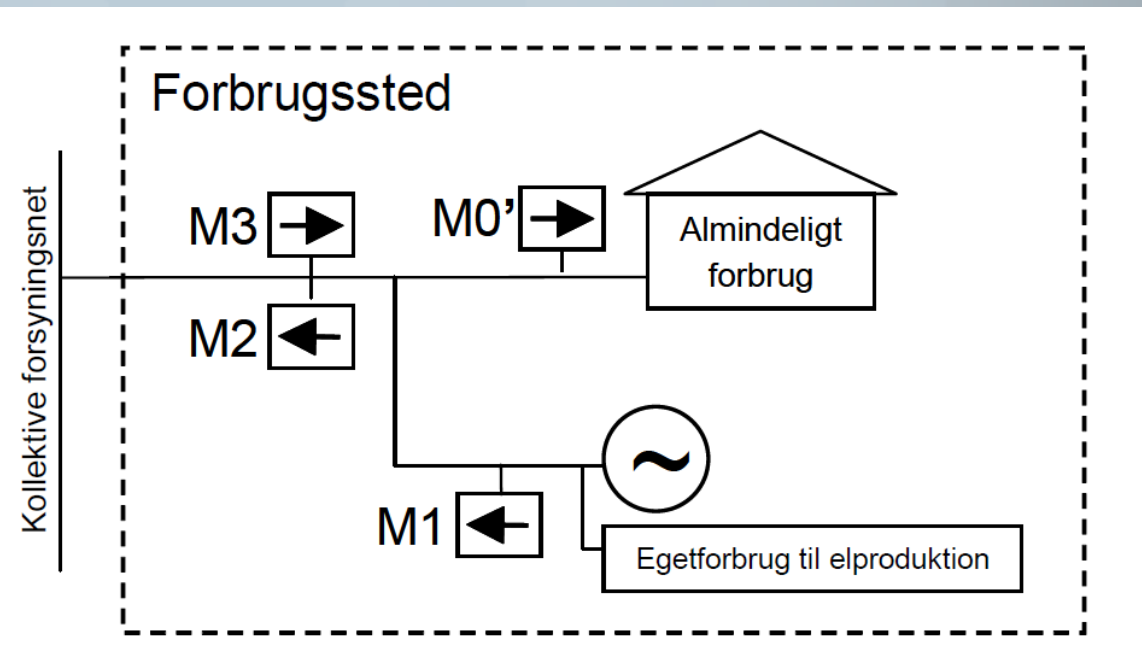 Forbrugssted
Kollektive forsyningsnet
M3
M0’
Almindeligt
forbrug
M2
~
M1
Egetforbrug til elproduktion